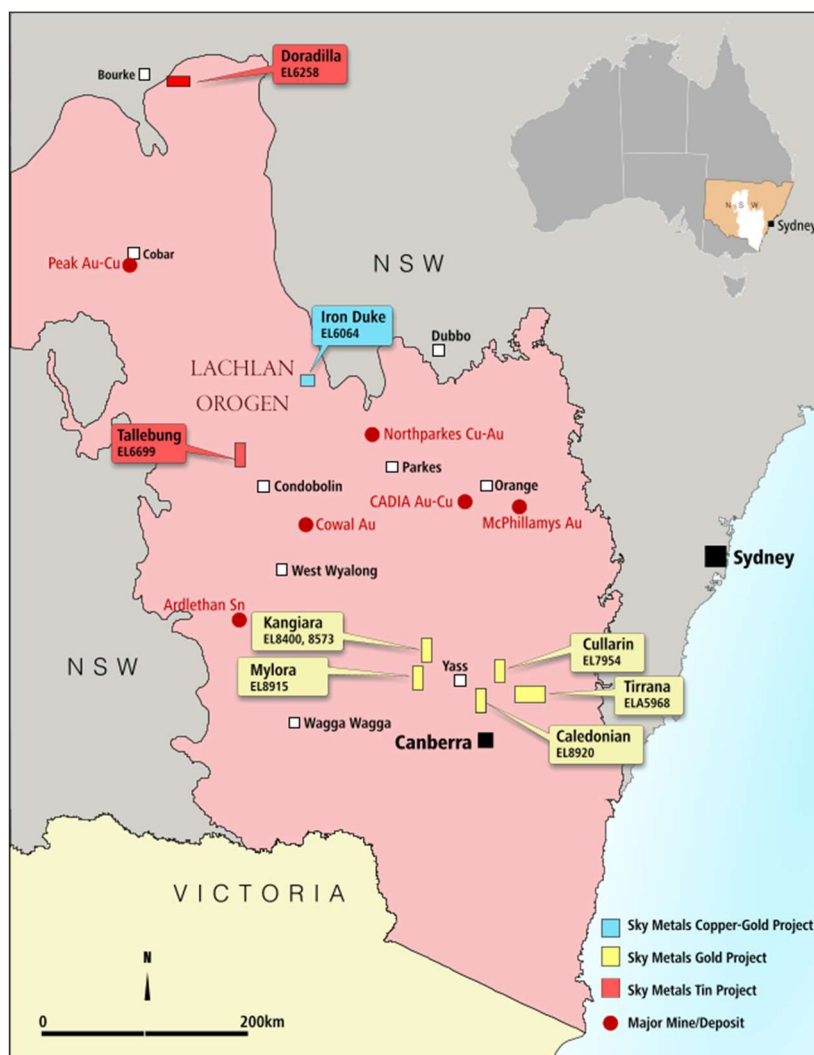 Doradilla
EL6258
Bourke
N S W
Sydney
Cobar
Peak Au-Cu
NSW
Iron Duke
EL6064
Dubbo
LACHLAN
OROGEN
Tallebung
EL6699
Northparkes Cu-Au
Parkes
Condobolin
Orange
CADIA Au-Cu
McPhillamys Au
Cowal Au
Sydney
West Wyalong
Ardlethan Sn
Kangiara
EL8400, 8573
Cullarin
EL7954
NSW
Mylora
EL8915
Yass
Tirrana
ELA5968
Wagga Wagga
Canberra
Caledonian
EL8920
VICTORIA
Sky Metals Copper-Gold Project
Sky Metals Gold Project
Sky Metals Tin Project
Major Mine/Deposit
N
0 200km